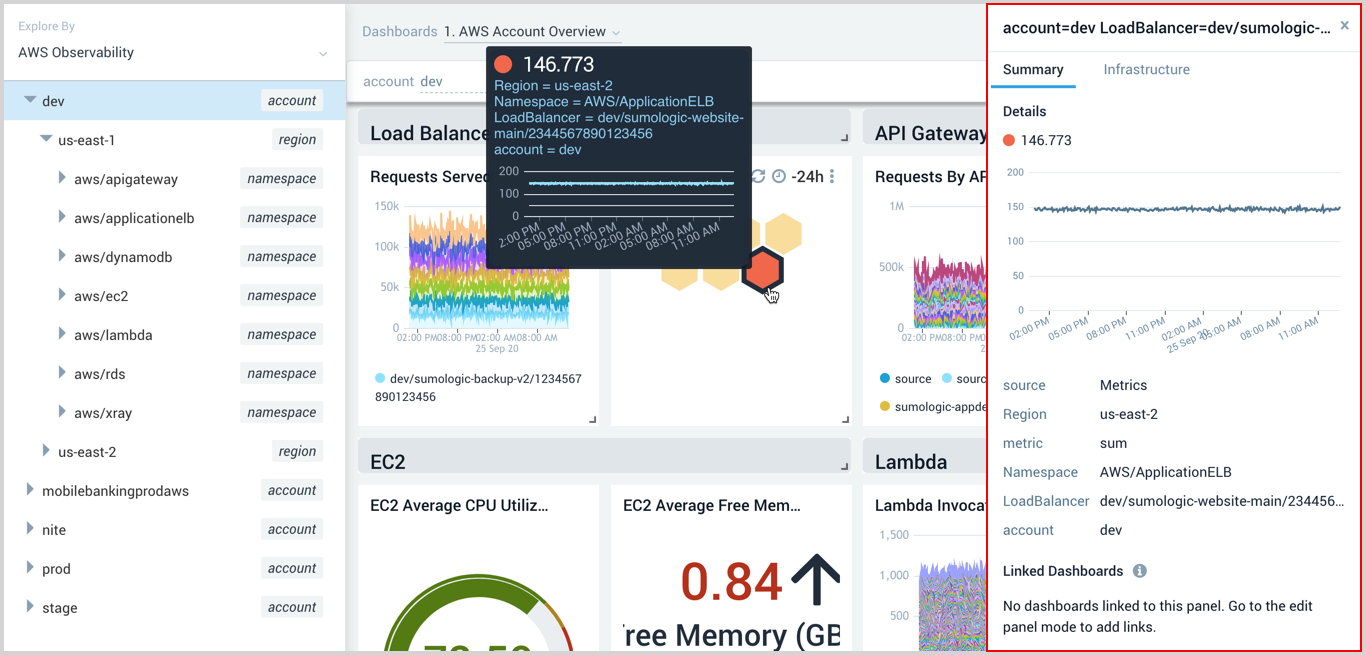 Explore By
AWS Observability
dev account
us-east-1 region
aws/apigateway namespace
aws/applicationelb namespace
aws/dynamodb namespace
aws/ec2 namespace
aws/lambda namespace
aws/rds namespace
aws/xray namespace
us-east-2 region
mobilebankingprodaws account
nite account
prod account
stage account
Dashboards 1. AWS Account Overview
account dev
146.773
Region = us-east-2
Namespace = AWS/ApplicationELB
LoadBalancer = dev/sumologic-website-
main/2344567890123456
account = dev
200
100
0
2:00 PM 05:00 PM 08:00 PM 11:00 PM 02:00 AM 05:00 AM 08:00 AM 11:00 AM
Load Balance
Requests Served
150k
100k
50k
0
02:00 PM 08:00 PM 02:00 AM 08:00 AM
25 Sep 20
dev/sumologic-backup-v2/1234567
890123456
-24h
API Gateway
Requests By AP
1M
500k
0
02:00 PM 08:00 PM
source sourc
sumologic-appde
EC2
EC2 Average CPU Utiliz...
EC2 Average Free Mem...
0.84
ree Memory (GB
Lambda
Lambda Invoca
1,500
1,000
500
account=dev LoadBalancer=dev/sumologic-...
×
Summary Infrastructure
Details
146.773
200
150
100
50
0
02:00 PM 05:00 PM 08:00 PM 11:00 PM 02:00 AM 05:00 AM 08:00 AM 11:00 AM
25 Sep 20
source Metrics
Region us-east-2
metric sum
Namespace AWS/ApplicationELB
LoadBalancer dev/sumologic-website-main/234456...
account dev
Linked Dashboards
No dashboards linked to this panel. Go to the edit
panel mode to add links.